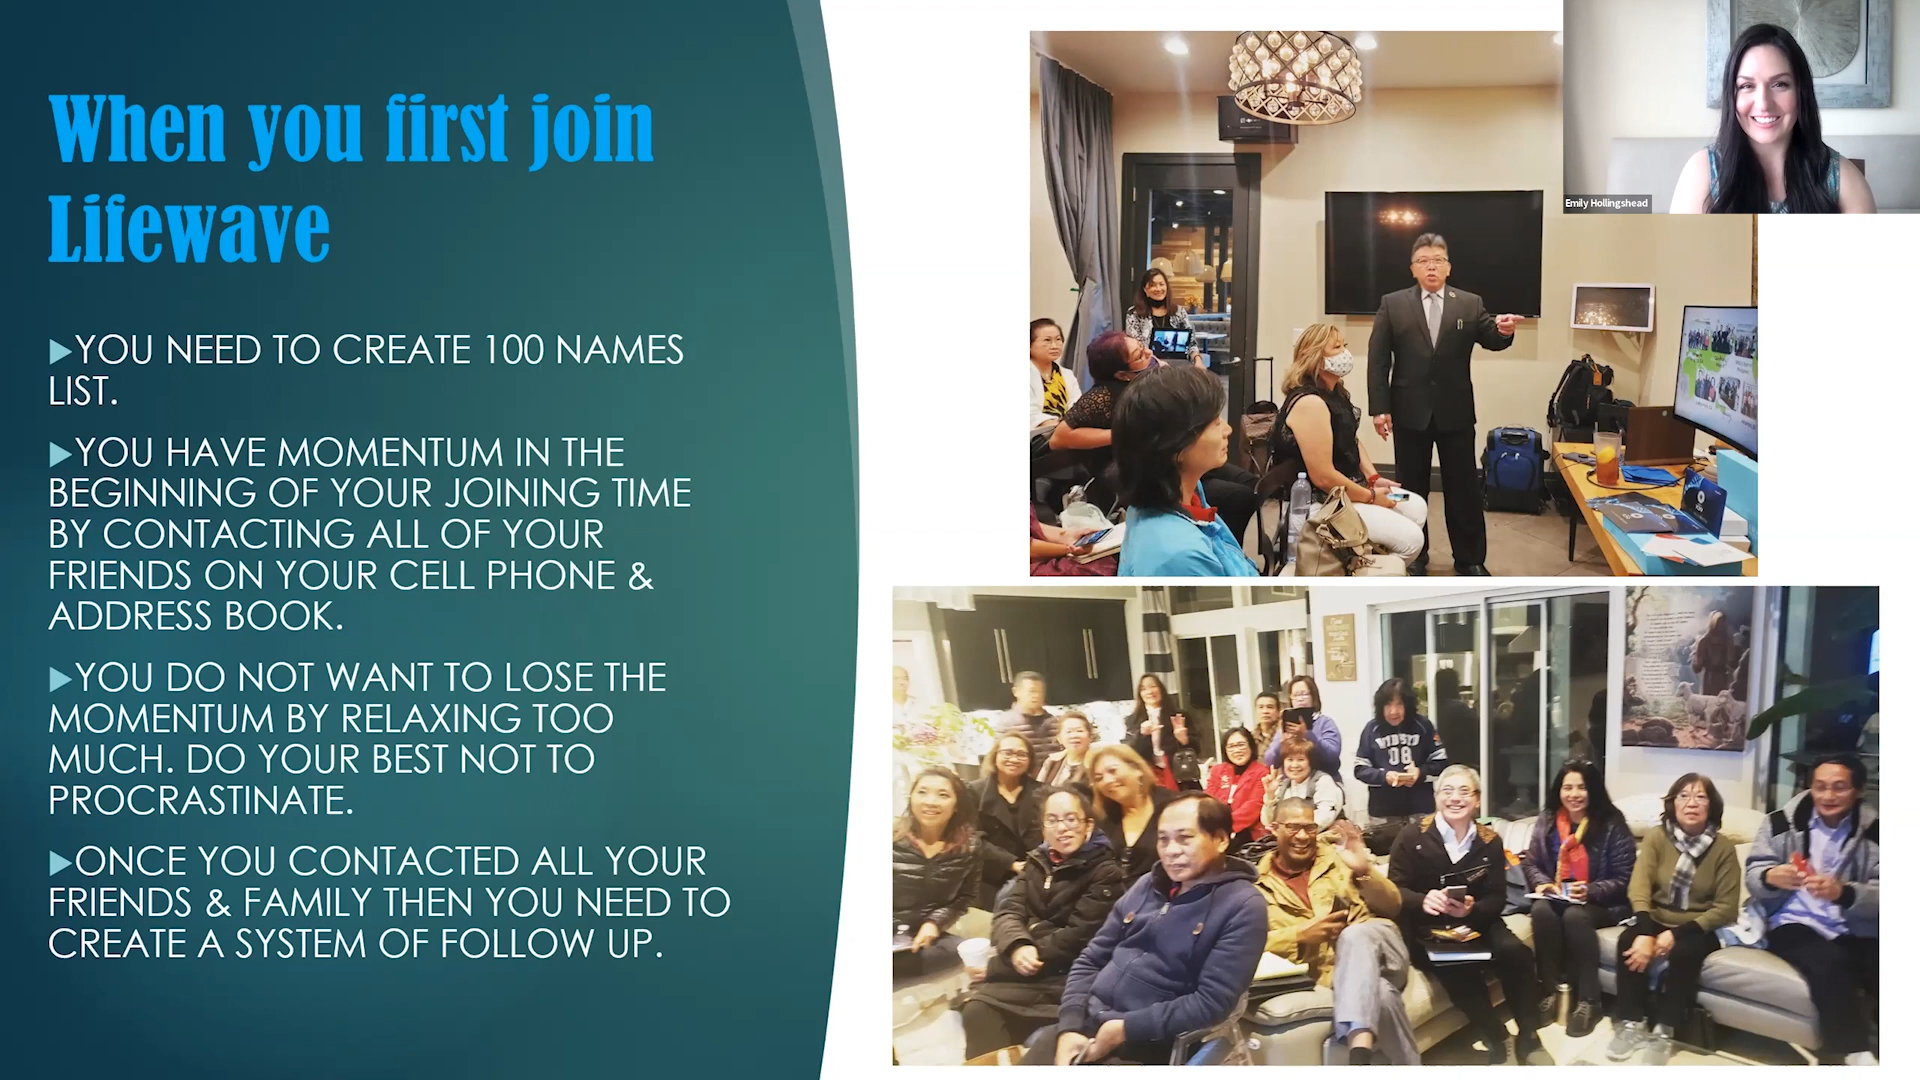 When you first join
Lifewave
YOU NEED TO CREATE 100 NAMES
LIST.
YOU HAVE MOMENTUM IN THE
BEGINNING OF YOUR JOINING TIME
BY CONTACTING ALL OF YOUR
FRIENDS ON YOUR CELL PHONE &
ADDRESS BOOK.
YOU DO NOT WANT TO LOSE THE
MOMENTUM BY RELAXING TOO
MUCH. DO YOUR BEST NOT TO
PROCRASTINATE.
ONCE YOU CONTACTED ALL YOUR
FRIENDS & FAMILY THEN YOU NEED TO
CREATE A SYSTEM OF FOLLOW UP.
Emily Hollingshead
08